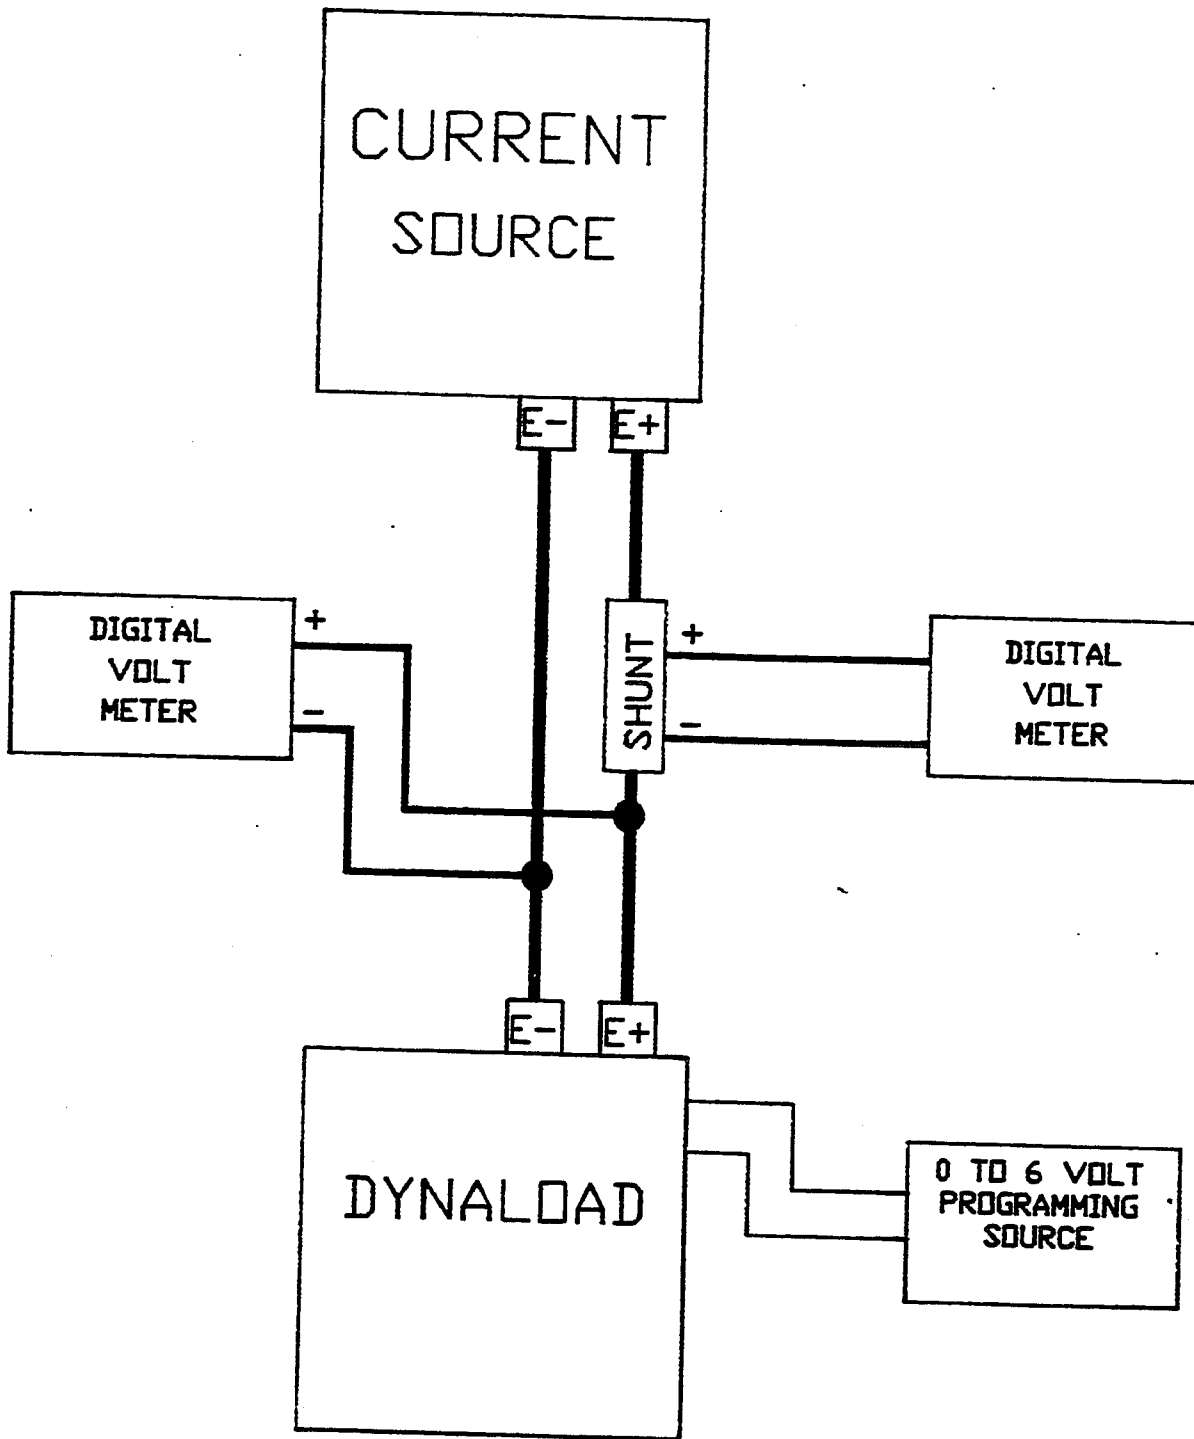 CURRENT
SOURCE
E-
E+
DIGITAL
VOLT
METER
+
-
SHUNT
+
-
DIGITAL
VOLT
METER
E-
E+
DYNALOAD
0 TO 6 VOLT
PROGRAMMING
SOURCE